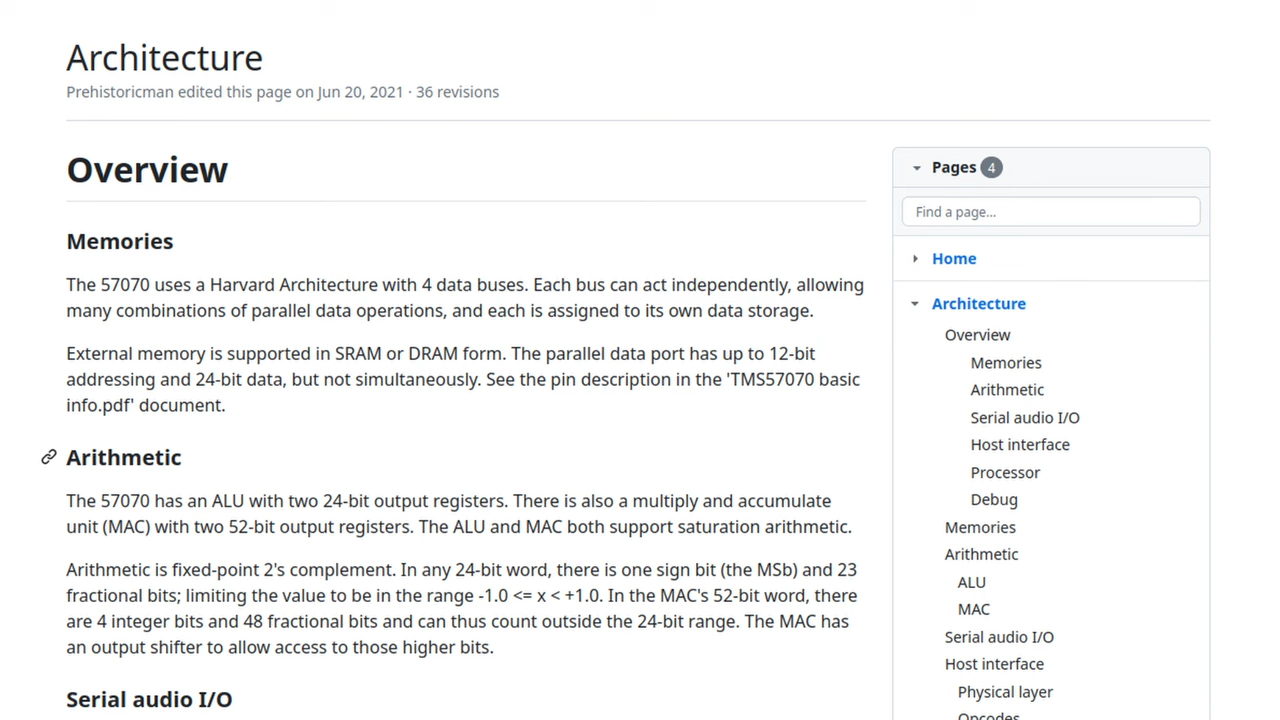 Architecture
Prehistoricman edited this page on Jun 20, 2021 · 36 revisions
Overview
Memories
The 57070 uses a Harvard Architecture with 4 data buses. Each bus can act independently, allowing
many combinations of parallel data operations, and each is assigned to its own data storage.
External memory is supported in SRAM or DRAM form. The parallel data port has up to 12-bit
addressing and 24-bit data, but not simultaneously. See the pin description in the 'TMS57070 basic
info.pdf' document.
Arithmetic
The 57070 has an ALU with two 24-bit output registers. There is also a multiply and accumulate
unit (MAC) with two 52-bit output registers. The ALU and MAC both support saturation arithmetic.
Arithmetic is fixed-point 2's complement. In any 24-bit word, there is one sign bit (the MSb) and 23
fractional bits; limiting the value to be in the range -1.0 <= x < +1.0. In the MAC's 52-bit word, there
are 4 integer bits and 48 fractional bits and can thus count outside the 24-bit range. The MAC has
an output shifter to allow access to those higher bits.
Serial audio I/O
Pages 4
Find a page...
Home
Architecture
Overview
Memories
Arithmetic
Serial audio I/O
Host interface
Processor
Debug
Memories
Arithmetic
ALU
MAC
Serial audio I/O
Host interface
Physical layer
Opcodes